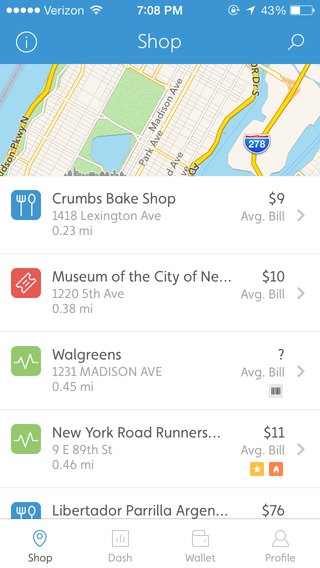 Verizon 7:08 PM 43%
Shop
Hudson Pkwy N
Madison Ave
Park Ave
FDR Dr S
278
Crumbs Bake Shop $9
1418 Lexington Ave Avg. Bill
0.23 mi
Museum of the City of Ne... $10
1220 5th Ave Avg. Bill
0.38 mi
Walgreens ?
1231 MADISON AVE Avg. Bill
0.45 mi
New York Road Runners... $11
9 E 89th St Avg. Bill
0.46 mi
Libertador Parrilla Argen... $76
Shop Dash Wallet Profile